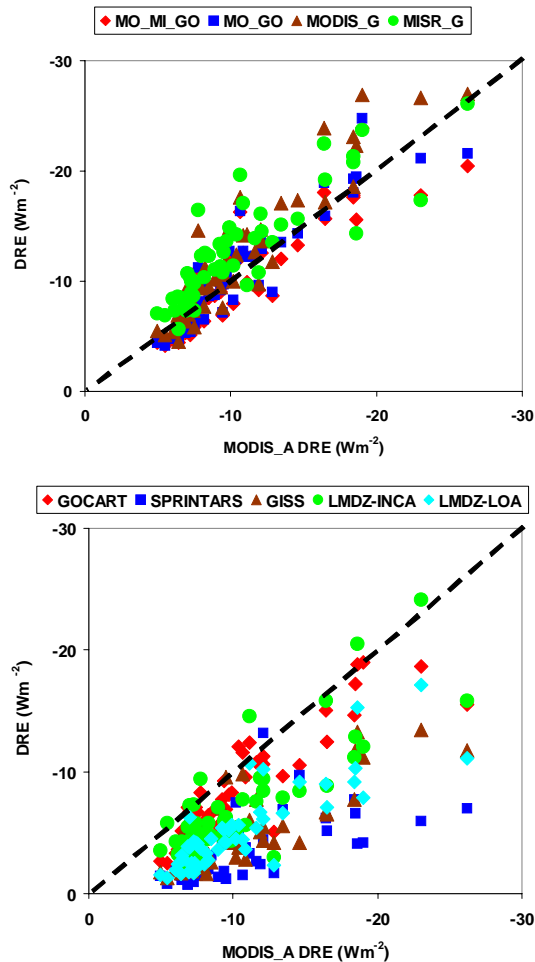 MO_MI_GO MO_GO MODIS_G MISR_G
-30
-20
-10
0
DRE (Wm-2)
0 -10 -20 -30
MODIS_A DRE (Wm-2)
GOCART SPRINTARS GISS LMDZ-INCA LMDZ-LOA
-30
-20
-10
0
DRE (Wm-2)
0 -10 -20 -30
MODIS_A DRE (Wm-2)